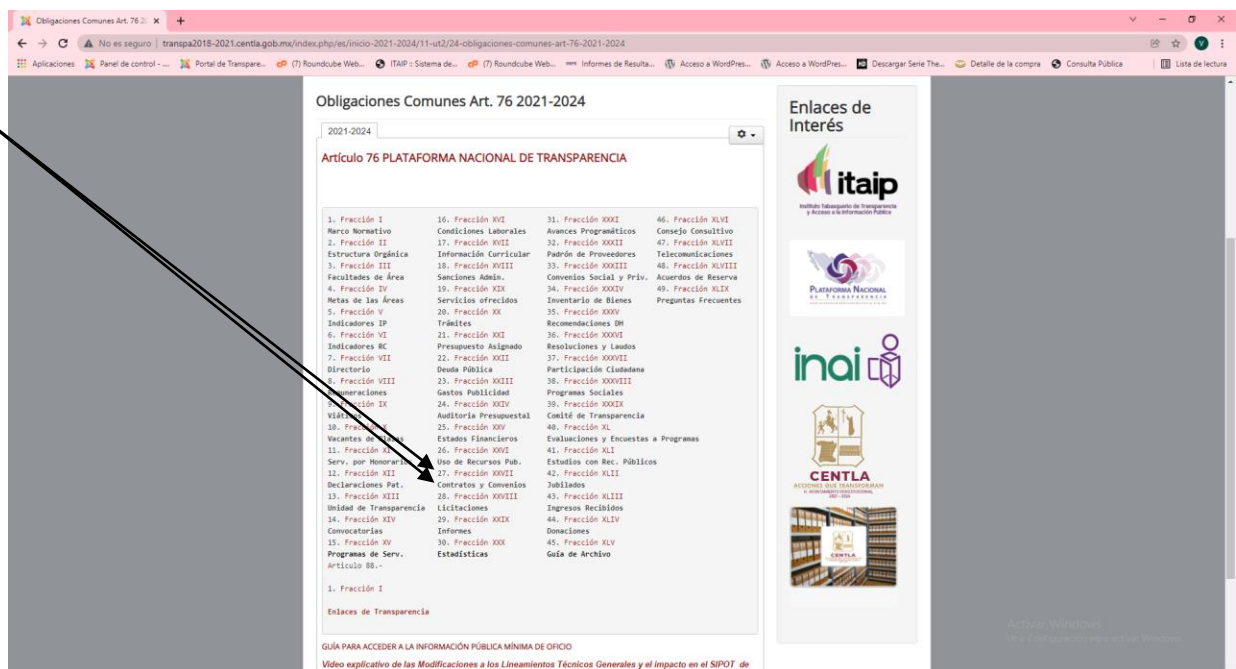 Obligaciones Comunes Art. 76 2
No es seguro | transpa2018-2021.centla.gob.mx/index.php/es/inicio-2021-2024/11-ut2/24-obligaciones-comunes-art-76-2021-2024
Aplicaciones Panel de control - ... Portal de Transpare... (7) Roundcube Web... ITAIP :: Sistema de... (7) Roundcube Web... Informes de Resulta... Acceso a WordPres... Acceso a WordPres... Descargar Serie The... Detalle de la compra Consulta Pública Lista de lectura
Obligaciones Comunes Art. 76 2021-2024
2021-2024
Artículo 76 PLATAFORMA NACIONAL DE TRANSPARENCIA
1. Fracción I 16. Fracción XVI 31. Fracción XXXI 46. Fracción XLVI
Marco Normativo Condiciones Laborales Avances Programáticos Consejo Consultivo
2. Fracción II 17. Fracción XVII 32. Fracción XXXII 47. Fracción XLVII
Estructura Orgánica Información Curricular Padrón de Proveedores Telecomunicaciones
3. Fracción III 18. Fracción XVIII 33. Fracción XXXIII 48. Fracción XLVIII
Facultades de Área Sanciones Admin. Convenios Social y Priv. Acuerdos de Reserva
4. Fracción IV 19. Fracción XIX 34. Fracción XXXIV 49. Fracción XLIX
Metas de las Áreas Servicios ofrecidos Inventario de Bienes Preguntas Frecuentes
5. Fracción V 20. Fracción XX 35. Fracción XXXV
Indicadores IP Trámites Recomendaciones DH
6. Fracción VI 21. Fracción XXI 36. Fracción XXXVI
Indicadores RC Presupuesto Asignado Resoluciones y Laudos
7. Fracción VII 22. Fracción XXII 37. Fracción XXXVII
Directorio Deuda Pública Participación Ciudadana
8. Fracción VIII 23. Fracción XXIII 38. Fracción XXXVIII
Remuneraciones Gastos Publicidad Programas Sociales
9. Fracción IX 24. Fracción XXIV 39. Fracción XXXIX
Viáticos Auditoria Presupuestal Comité de Transparencia
10. Fracción X 25. Fracción XXV 40. Fracción XL
Vacantes de Plazas Estados Financieros Evaluaciones y Encuestas a Programas
11. Fracción XI 26. Fracción XXVI 41. Fracción XLI
Serv. por Honorarios Uso de Recursos Pub. Estudios con Rec. Públicos
12. Fracción XII 27. Fracción XXVII 42. Fracción XLII
Declaraciones Pat. Contratos y Convenios Jubilados
13. Fracción XIII 28. Fracción XXVIII 43. Fracción XLIII
Unidad de Transparencia Licitaciones Ingresos Recibidos
14. Fracción XIV 29. Fracción XXIX 44. Fracción XLIV
Convocatorias Informes Donaciones
15. Fracción XV 30. Fracción XXX 45. Fracción XLV
Programas de Serv. Estadísticas Guía de Archivo
Artículo 88.-
1. Fracción I
Enlaces de Transparencia
GUÍA PARA ACCEDER A LA INFORMACIÓN PÚBLICA MÍNIMA DE OFICIO
Video explicativo de las Modificaciones a los Lineamientos Técnicos Generales y el impacto en el SIPOT de
Enlaces de
Interés
itaip
Instituto Tabasqueño de Transparencia
y Acceso a la Información Pública
PLATAFORMA NACIONAL
DE TRANSPARENCIA
inai
CENTLA
ACCIONES QUE TRANSFORMAN
H. AYUNTAMIENTO CONSTITUCIONAL
2021 - 2024
CENTLA
Activar Windows